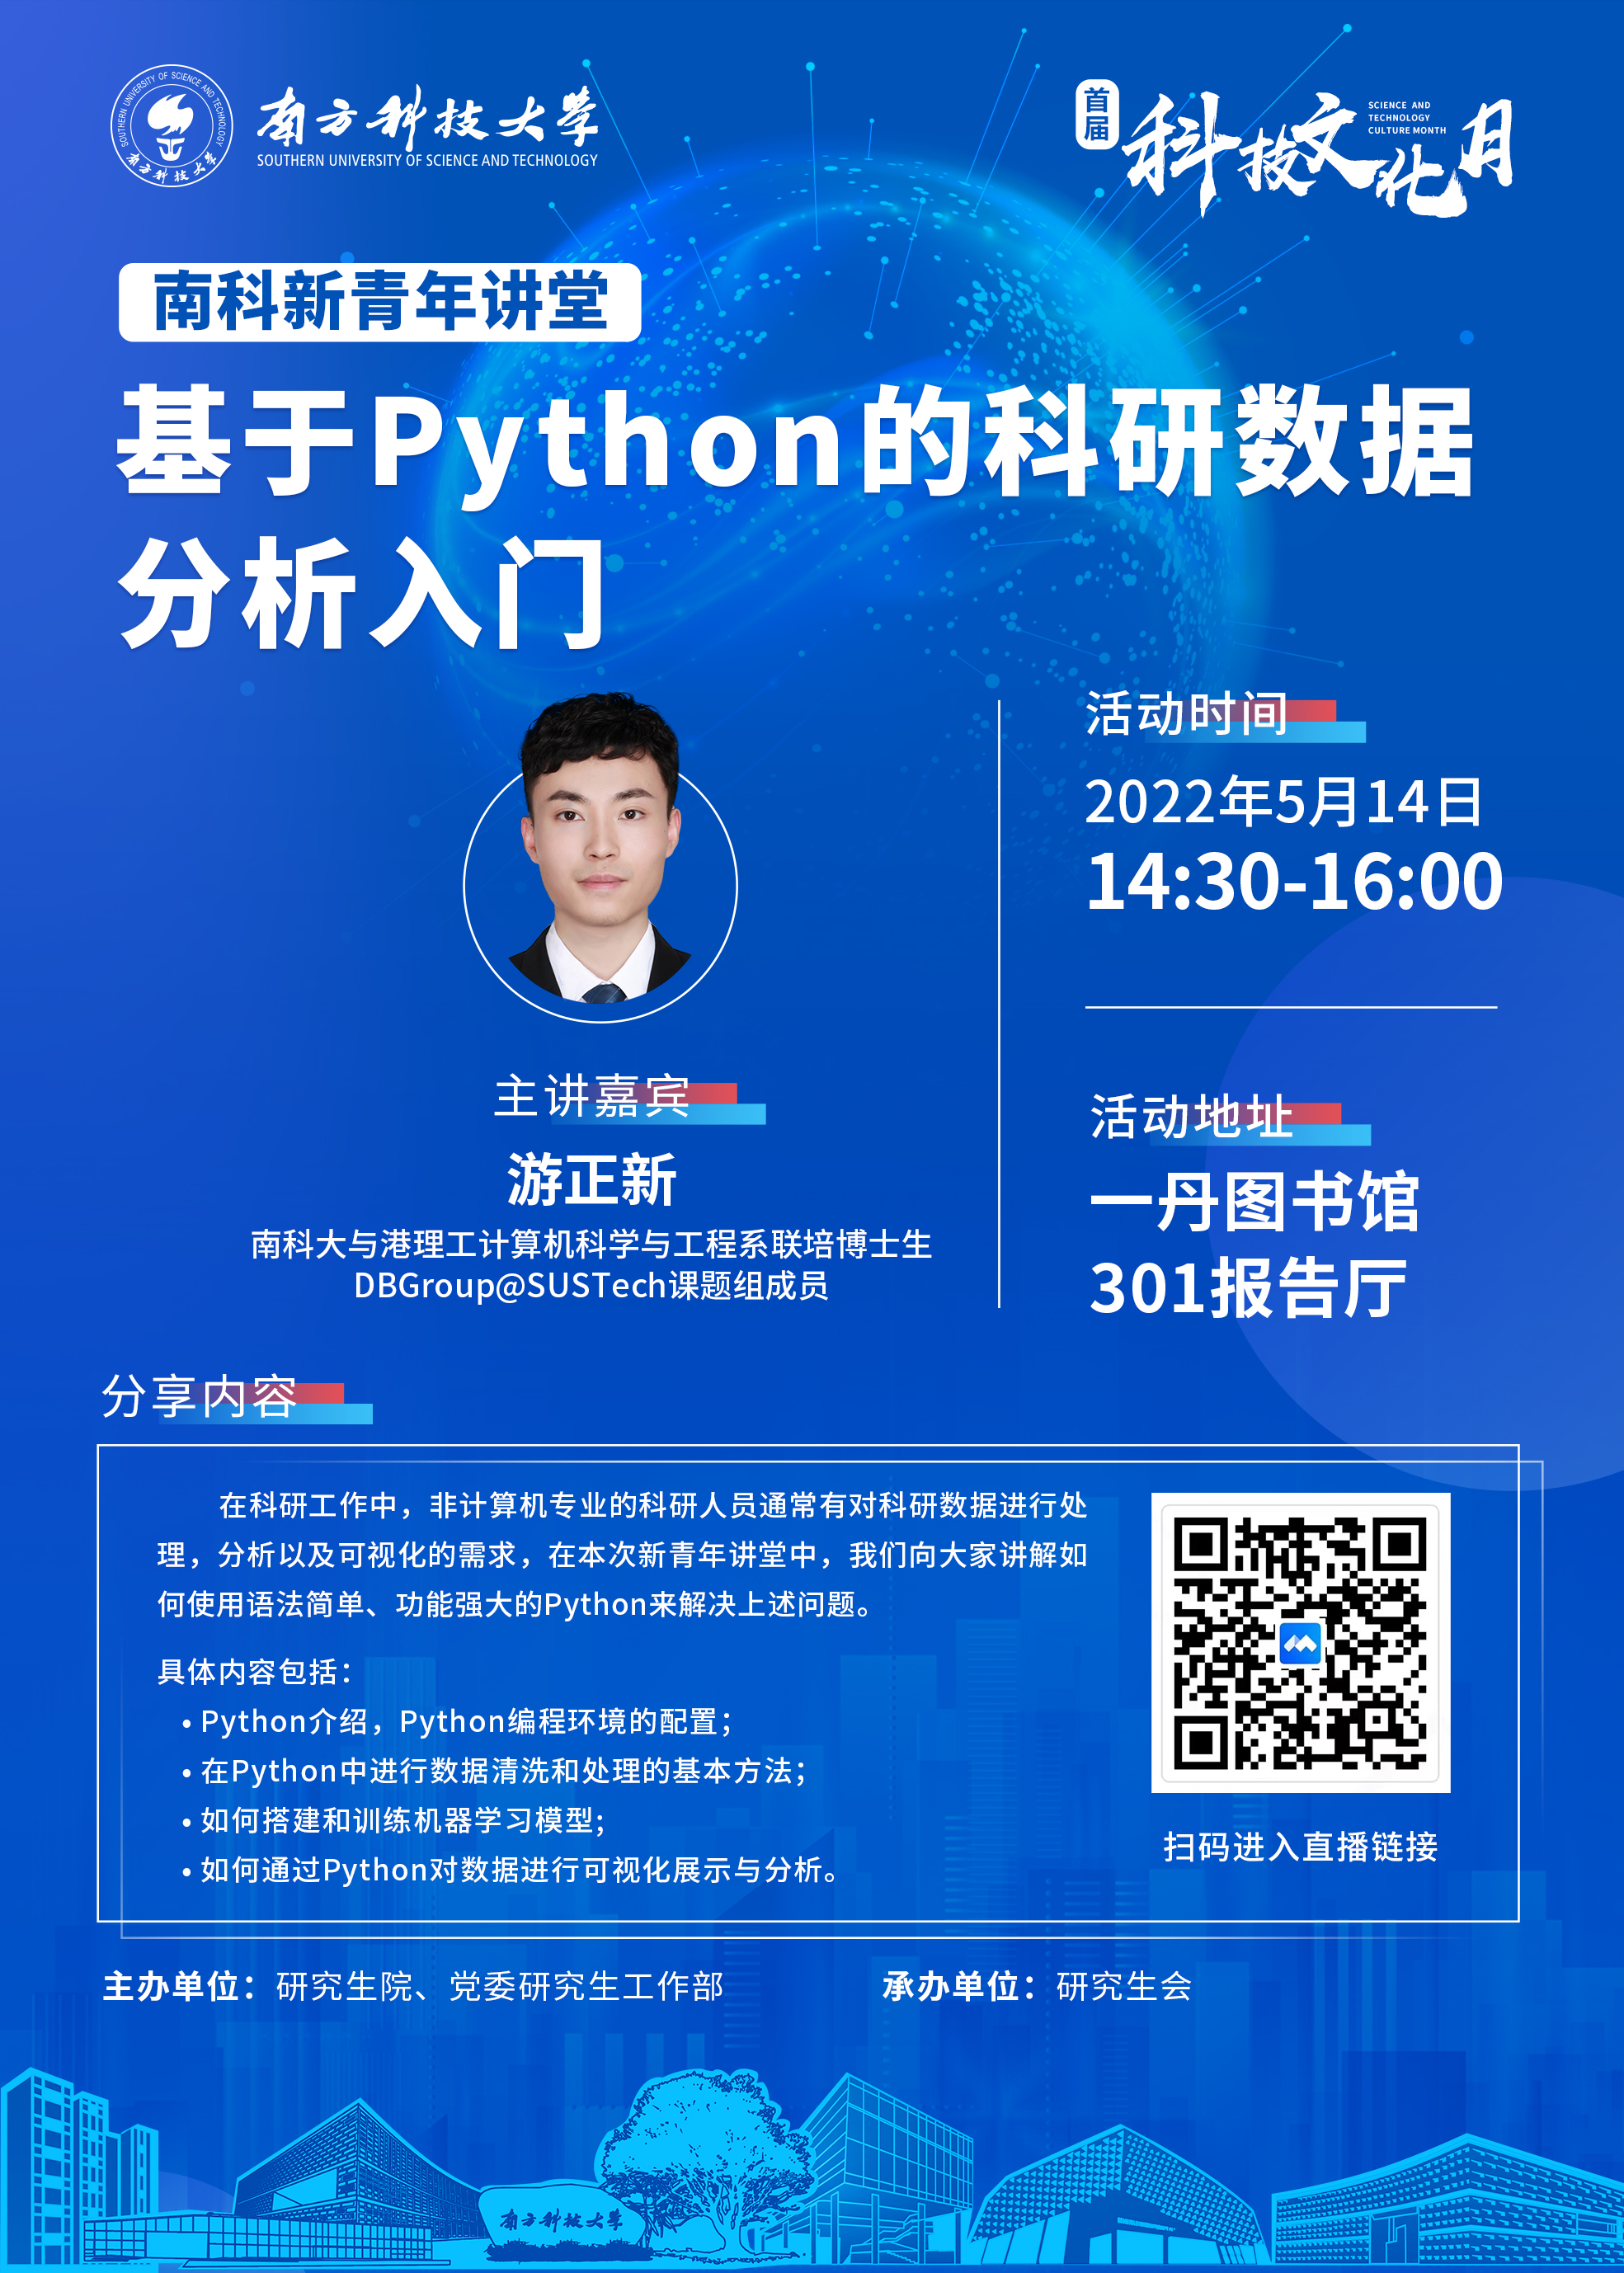 SOUTHERN UNIVERSITY OF SCIENCE AND TECHNOLOGY
南方科技大学
南方科技大学
SOUTHERN UNIVERSITY OF SCIENCE AND TECHNOLOGY
首届
科技文化月
SCIENCE AND
TECHNOLOGY
CULTURE MONTH
南科新青年讲堂
基于Python的科研数据
分析入门
活动时间
2022年5月14日
14:30-16:00
主讲嘉宾
游正新
南科大与港理工计算机科学与工程系联培博士生
DBGroup@SUSTech课题组成员
活动地址
一丹图书馆
301报告厅
分享内容
在科研工作中，非计算机专业的科研人员通常有对科研数据进行处
理，分析以及可视化的需求，在本次新青年讲堂中，我们向大家讲解如
何使用语法简单、功能强大的Python来解决上述问题。
具体内容包括：
• Python介绍，Python编程环境的配置；
• 在Python中进行数据清洗和处理的基本方法；
• 如何搭建和训练机器学习模型；
• 如何通过Python对数据进行可视化展示与分析。
扫码进入直播链接
主办单位：研究生院、党委研究生工作部
承办单位：研究生会
南方科技大学